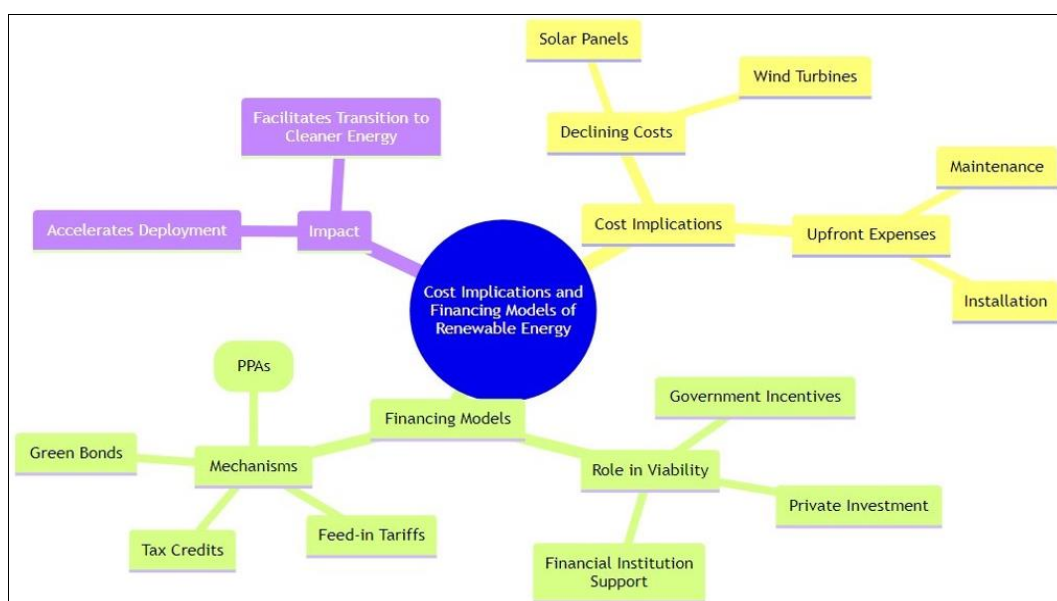 Solar Panels
Wind Turbines
Declining Costs
Facilitates Transition to
Cleaner Energy
Maintenance
Accelerates Deployment
Impact
Cost Implications
Upfront Expenses
Installation
Cost Implications and
Financing Models of
Renewable Energy
PPAs
Financing Models
Government Incentives
Green Bonds
Mechanisms
Role in Viability
Private Investment
Tax Credits
Feed-in Tariffs
Financial Institution
Support